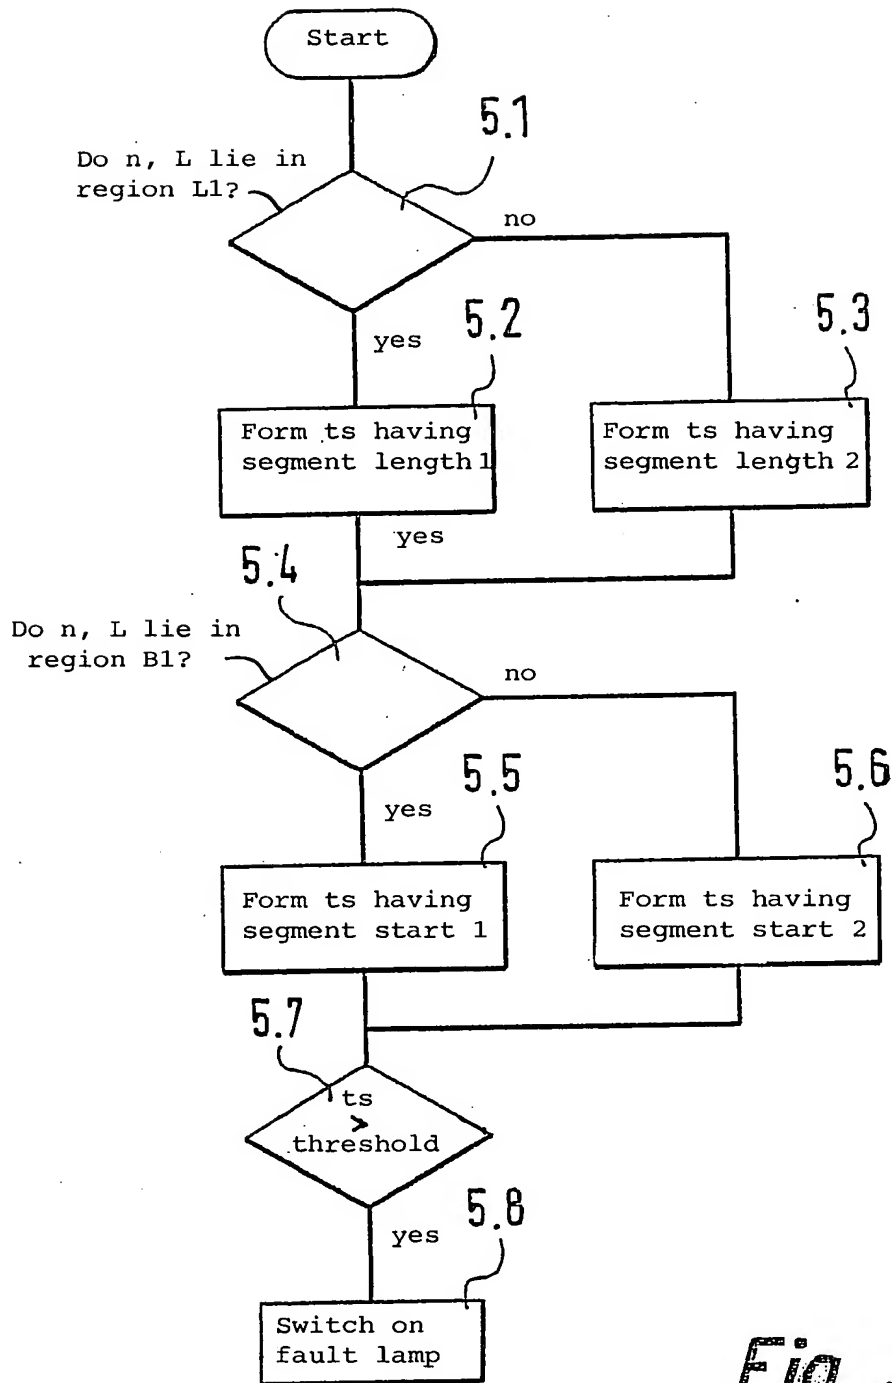 Start
5.1
Do n, L lie in
region L1?
no
yes
5.2
5.3
Form ts having
segment length 1
Form ts having
segment length 2
yes
5.4
Do n, L lie in
region B1?
no
yes
5.5
5.6
Form ts having
segment start 1
Form ts having
segment start 2
5.7
ts
>
threshold
yes
5.8
Switch on
fault lamp
Fig